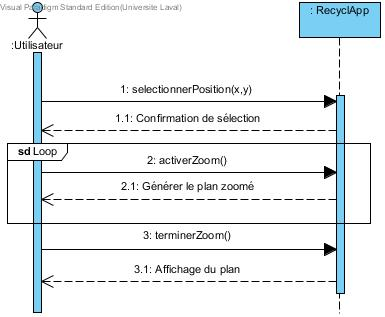 Visual Paradigm Standard Edition(Universite Laval)
: RecyclApp
:Utilisateur
1: selectionnerPosition(x,y)
1.1: Confirmation de sélection
sd Loop
2: activerZoom()
2.1: Générer le plan zoomé
3: terminerZoom()
3.1: Affichage du plan